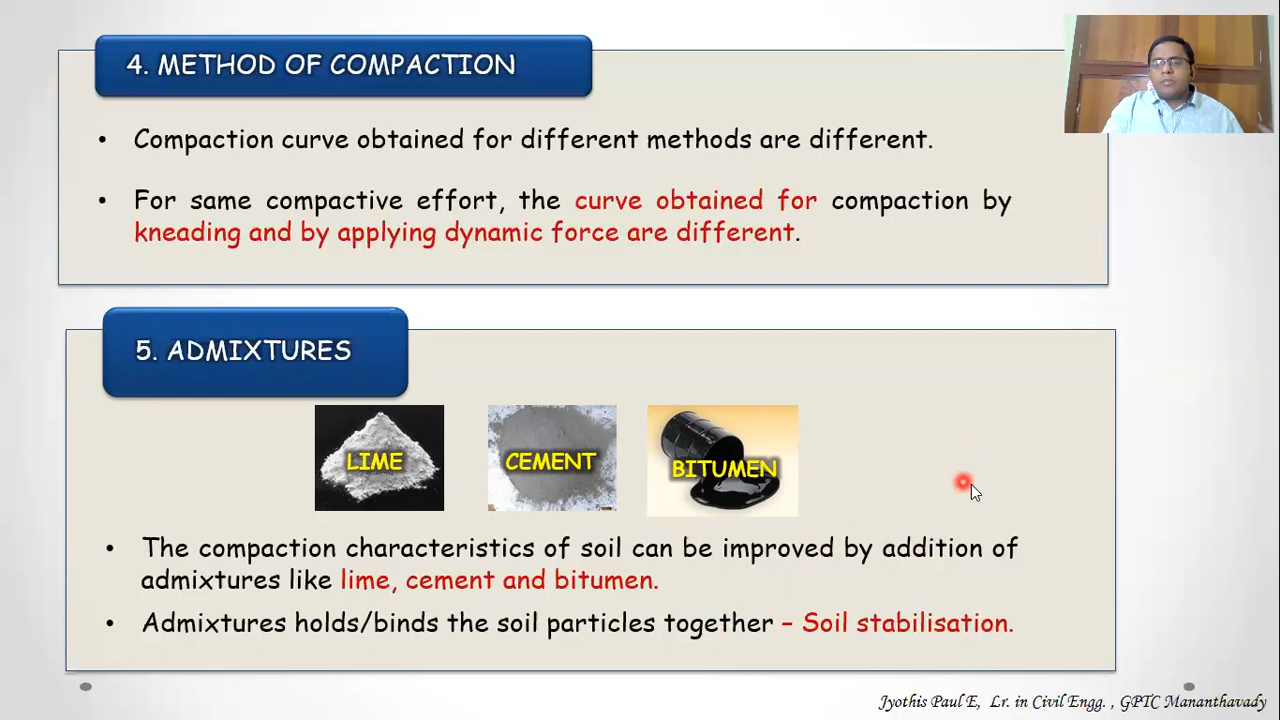 4. METHOD OF COMPACTION
• Compaction curve obtained for different methods are different.
• For same compactive effort, the curve obtained for compaction by
kneading and by applying dynamic force are different.
5. ADMIXTURES
LIME
CEMENT
BITUMEN
• The compaction characteristics of soil can be improved by addition of
admixtures like lime, cement and bitumen.
• Admixtures holds/binds the soil particles together – Soil stabilisation.
Jyothis Paul E, Lr. in Civil Engg. , GPTC Mananthavady